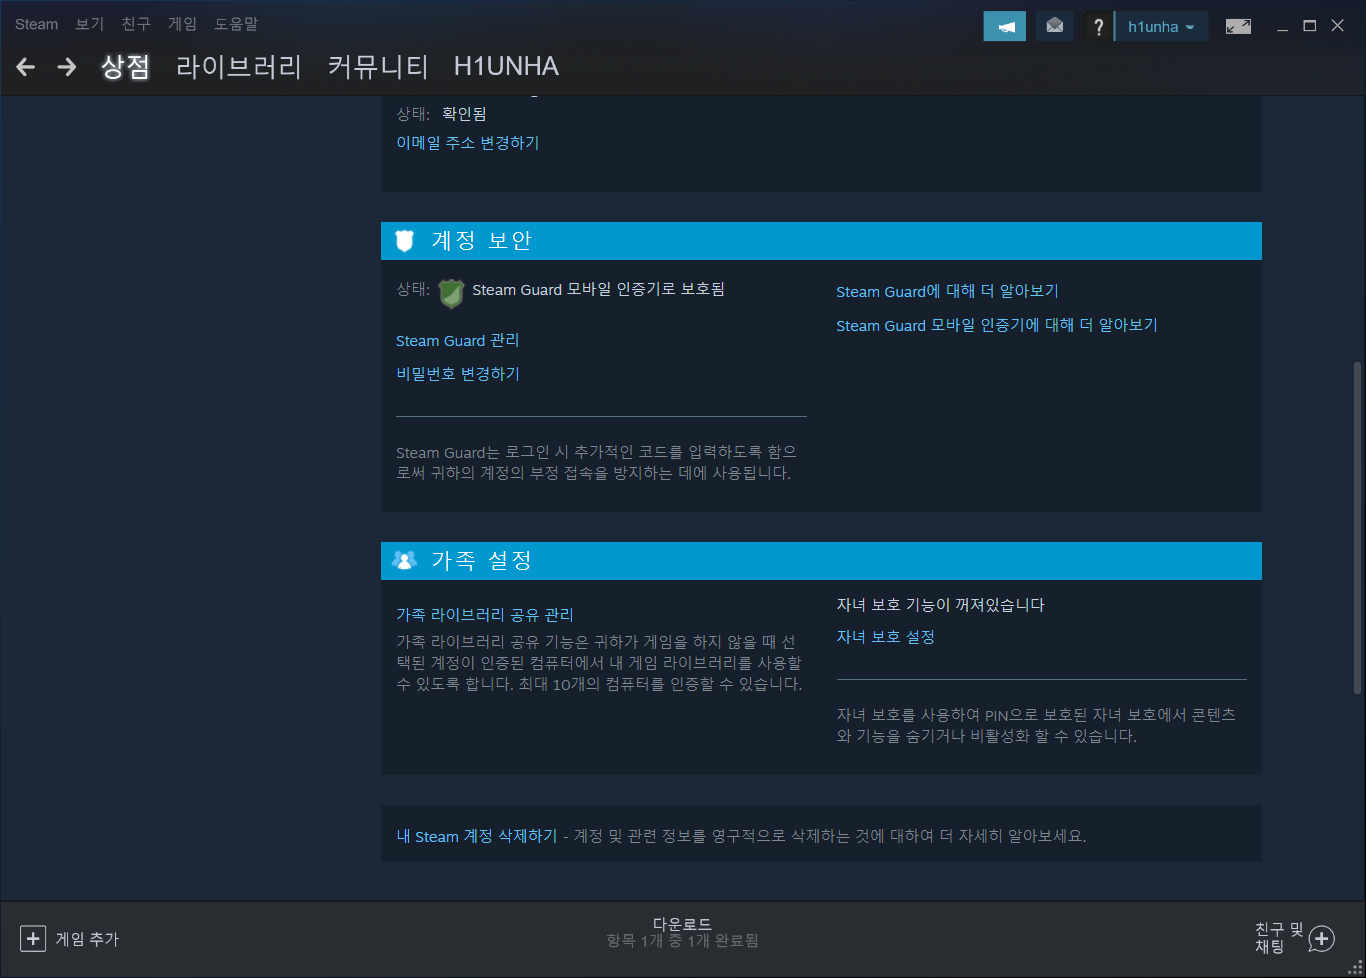 Steam 보기 친구 게임 도움말
? h1unha
상점 라이브러리 커뮤니티 H1UNHA
상태: 확인됨
이메일 주소 변경하기
계정 보안
상태: Steam Guard 모바일 인증기로 보호됨
Steam Guard 관리
비밀번호 변경하기
Steam Guard는 로그인 시 추가적인 코드를 입력하도록 함으
로써 귀하의 계정의 부정 접속을 방지하는 데에 사용됩니다.
Steam Guard에 대해 더 알아보기
Steam Guard 모바일 인증기에 대해 더 알아보기
가족 설정
가족 라이브러리 공유 관리
가족 라이브러리 공유 기능은 귀하가 게임을 하지 않을 때 선
택된 계정이 인증된 컴퓨터에서 내 게임 라이브러리를 사용할
수 있도록 합니다. 최대 10개의 컴퓨터를 인증할 수 있습니다.
자녀 보호 기능이 꺼져있습니다
자녀 보호 설정
자녀 보호를 사용하여 PIN으로 보호된 자녀 보호에서 콘텐츠
와 기능을 숨기거나 비활성화 할 수 있습니다.
내 Steam 계정 삭제하기 - 계정 및 관련 정보를 영구적으로 삭제하는 것에 대하여 더 자세히 알아보세요.
게임 추가
다운로드
항목 1개 중 1개 완료됨
친구 및
채팅